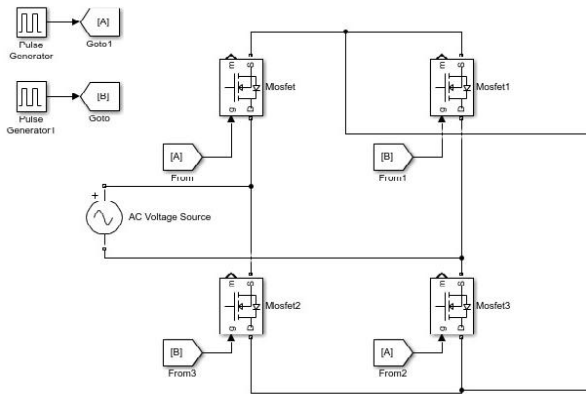 [A]
Pulse
Generator
Goto1
[B]
Pulse
Generator1
Goto
m
S
g
D
Mosfet
m
S
g
D
Mosfet1
[A]
From
[B]
From1
+
AC Voltage Source
m
S
g
D
Mosfet2
m
S
g
D
Mosfet3
[B]
From3
[A]
From2